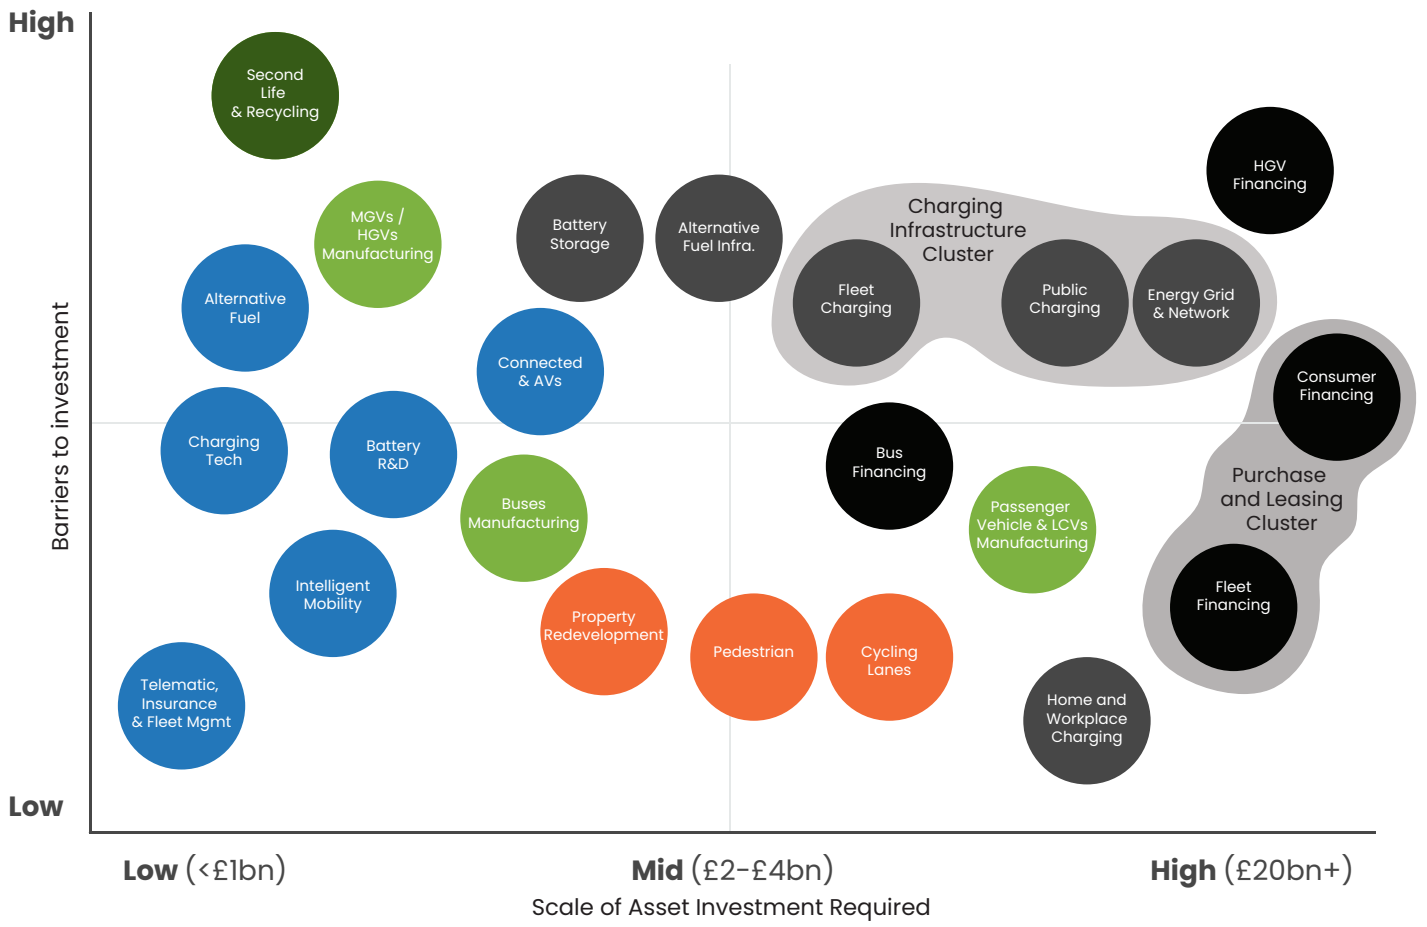 High
Second
Life
& Recycling
HGV
Financing
MGVs /
HGVs
Manufacturing
Battery
Storage
Alternative
Fuel Infra.
Charging
Infrastructure
Cluster
Fleet
Charging
Public
Charging
Energy Grid
& Network
Alternative
Fuel
Connected
& AVs
Consumer
Financing
Barriers to investment
Charging
Tech
Battery
R&D
Bus
Financing
Purchase
and Leasing
Cluster
Buses
Manufacturing
Passenger
Vehicle & LCVs
Manufacturing
Intelligent
Mobility
Fleet
Financing
Property
Redevelopment
Pedestrian
Cycling
Lanes
Telematic,
Insurance
& Fleet Mgmt
Home and
Workplace
Charging
Low
Low (<£1bn)
Mid (£2-£4bn)
High (£20bn+)
Scale of Asset Investment Required